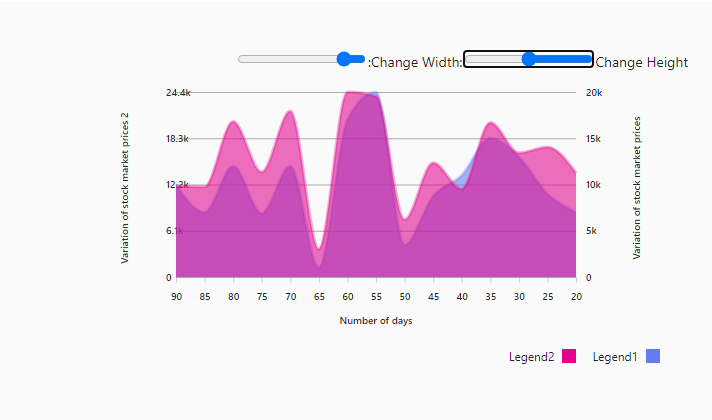 :Change Width:
Change Height
Variation of stock market prices 2
24.4k
18.3k
12.2k
6.1k
0
20k
15k
10k
5k
0
Variation of stock market prices
90 85 80 75 70 65 60 55 50 45 40 35 30 25 20
Number of days
Legend2 Legend1